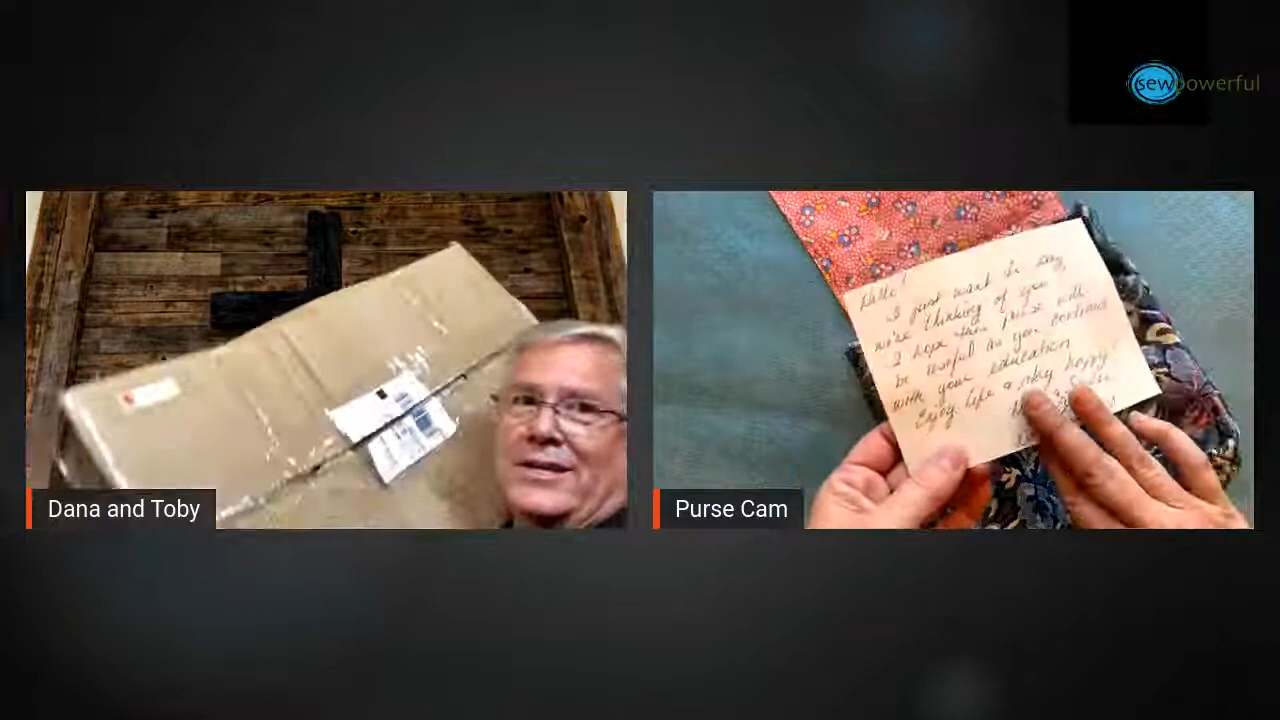 sewpowerful
Hello!
I just want to say,
we're thinking of you
I hope this purse will
be useful as you continue
with your education
Enjoy life & stay happy!
Dana and Toby
Purse Cam